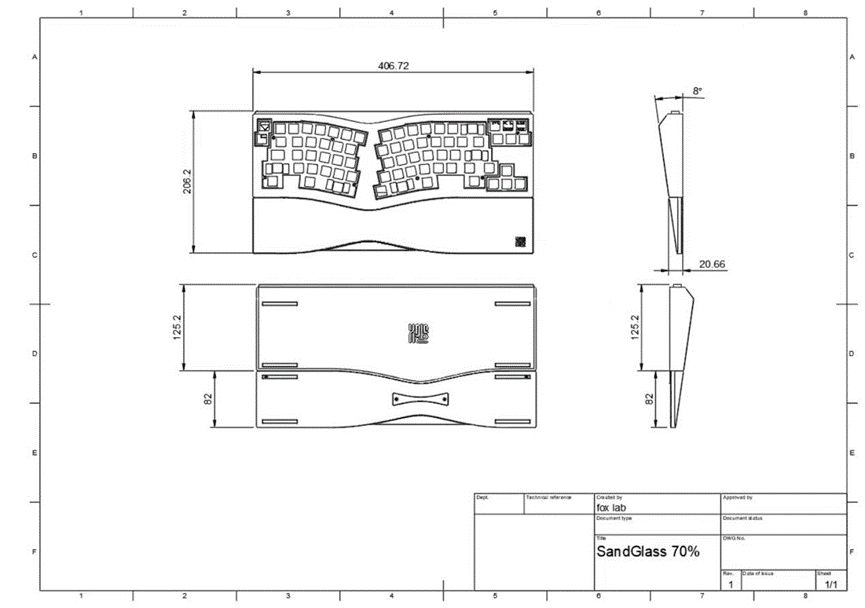 1 2 3 4 5 6 7 8
A A
406.72
8°
B B
206.2
C C
20.66
125.2
125.2
D D
82
82
E E
Dept. Technical reference Created by Approved by
fox lab
Document type Document status
Title DWG No.
SandGlass 70%
F F
Rev. Date of issue Sheet
1 1/1
1 2 3 4 5 6 7 8